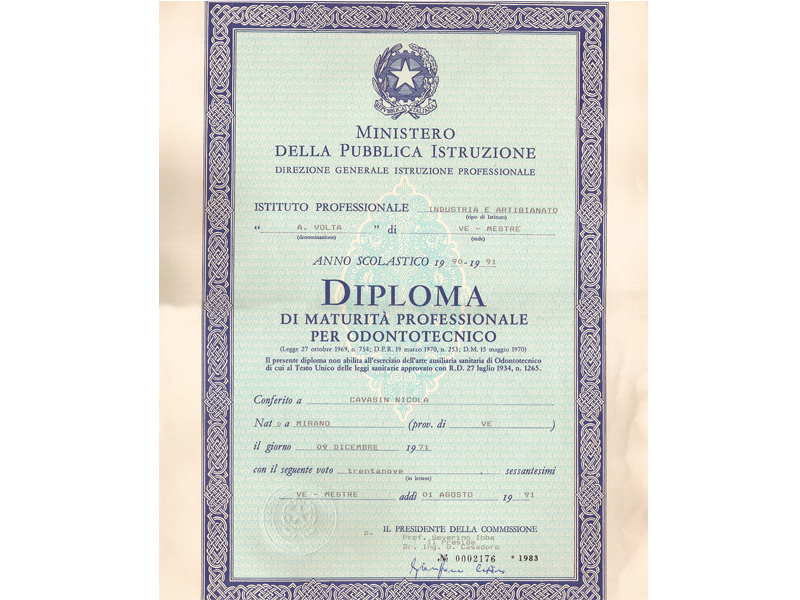 REPVBBLICA ITALIANA
MINISTERO
DELLA PUBBLICA ISTRUZIONE
DIREZIONE GENERALE ISTRUZIONE PROFESSIONALE
ISTITUTO PROFESSIONALE INDUSTRIA E ARTIGIANATO
(tipo di Istituto)
“ A. VOLTA ” di VE - MESTRE
(denominazione) (sede)
ANNO SCOLASTICO 19 90-19 91
DIPLOMA
DI MATURITÀ PROFESSIONALE
PER ODONTOTECNICO
(Legge 27 ottobre 1969, n. 754; D.P.R. 19 marzo 1970, n. 253; D.M. 15 maggio 1970)
Il presente diploma non abilita all'esercizio dell'arte ausiliaria sanitaria di Odontotecnico
di cui al Testo Unico delle leggi sanitarie approvato con R.D. 27 luglio 1934, n. 1265.
Conferito a CAVASIN NICOLA
Nat o a MIRANO (prov. di VE )
il giorno 09 DICEMBRE 1971
con il seguente voto trentanove sessantesimi
(in lettere)
VE - MESTRE addì 01 AGOSTO 19 91
p. IL PRESIDENTE DELLA COMMISSIONE
Prof. Severino Ibba
Il Preside
Dr. Ing. G. Casadoro
№ 0002176 * 1983